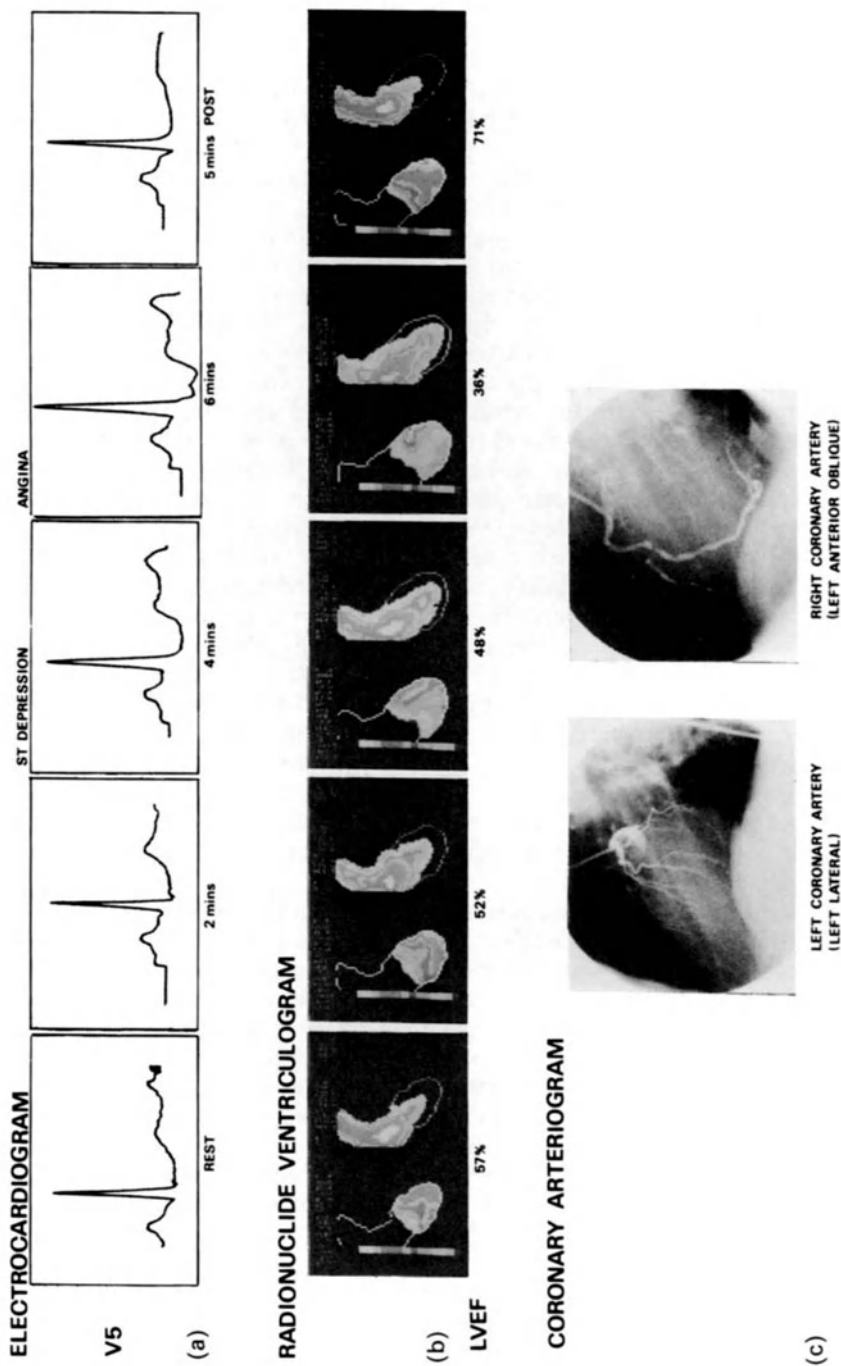 ELECTROCARDIOGRAM
ST DEPRESSION
ANGINA
V5
REST
2 mins
4 mins
6 mins
5 mins POST
(a)
RADIONUCLIDE VENTRICULOGRAM
(b)
LVEF
57%
52%
48%
36%
71%
CORONARY ARTERIOGRAM
LEFT CORONARY ARTERY
(LEFT LATERAL)
RIGHT CORONARY ARTERY
(LEFT ANTERIOR OBLIQUE)
(c)